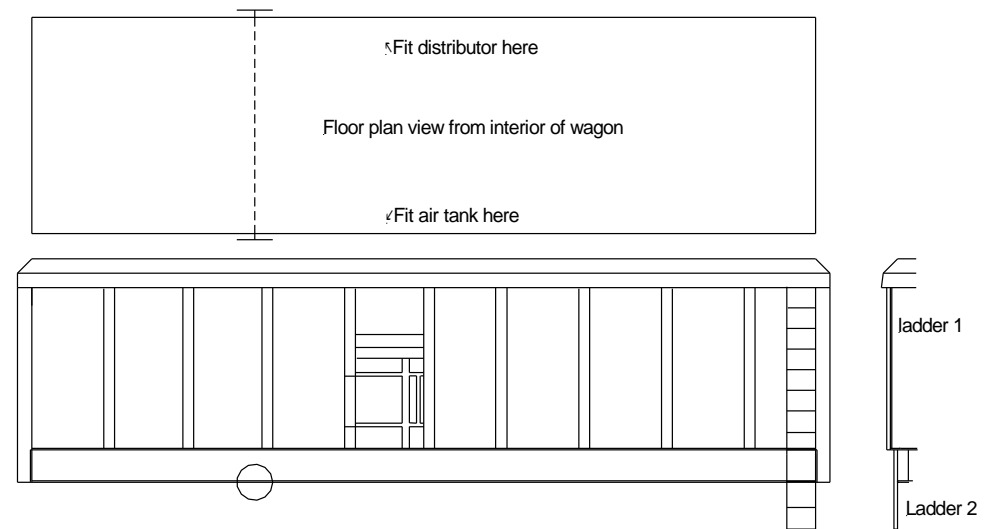 Fit distributor here
Floor plan view from interior of wagon
Fit air tank here
ladder 1
Ladder 2